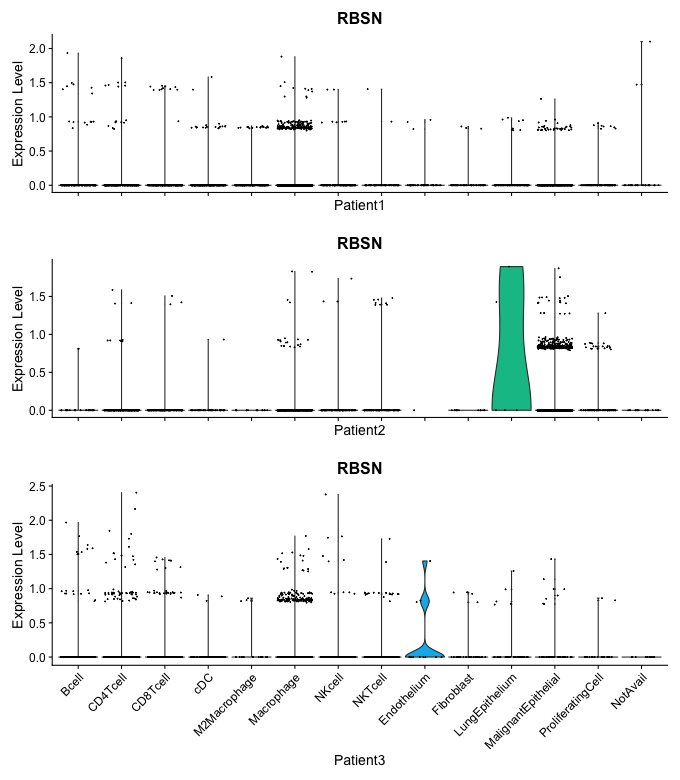 RBSN
Expression Level
2.0
1.5
1.0
0.5
0.0
Patient1
RBSN
Expression Level
1.5
1.0
0.5
0.0
Patient2
RBSN
Expression Level
2.5
2.0
1.5
1.0
0.5
0.0
Bcell
CD4Tcell
CD8Tcell
cDC
M2Macrophage
Macrophage
NKcell
NKTcell
Endothelium
Fibroblast
LungEpithelium
MalignantEpithelial
ProliferatingCell
NotAvail
Patient3